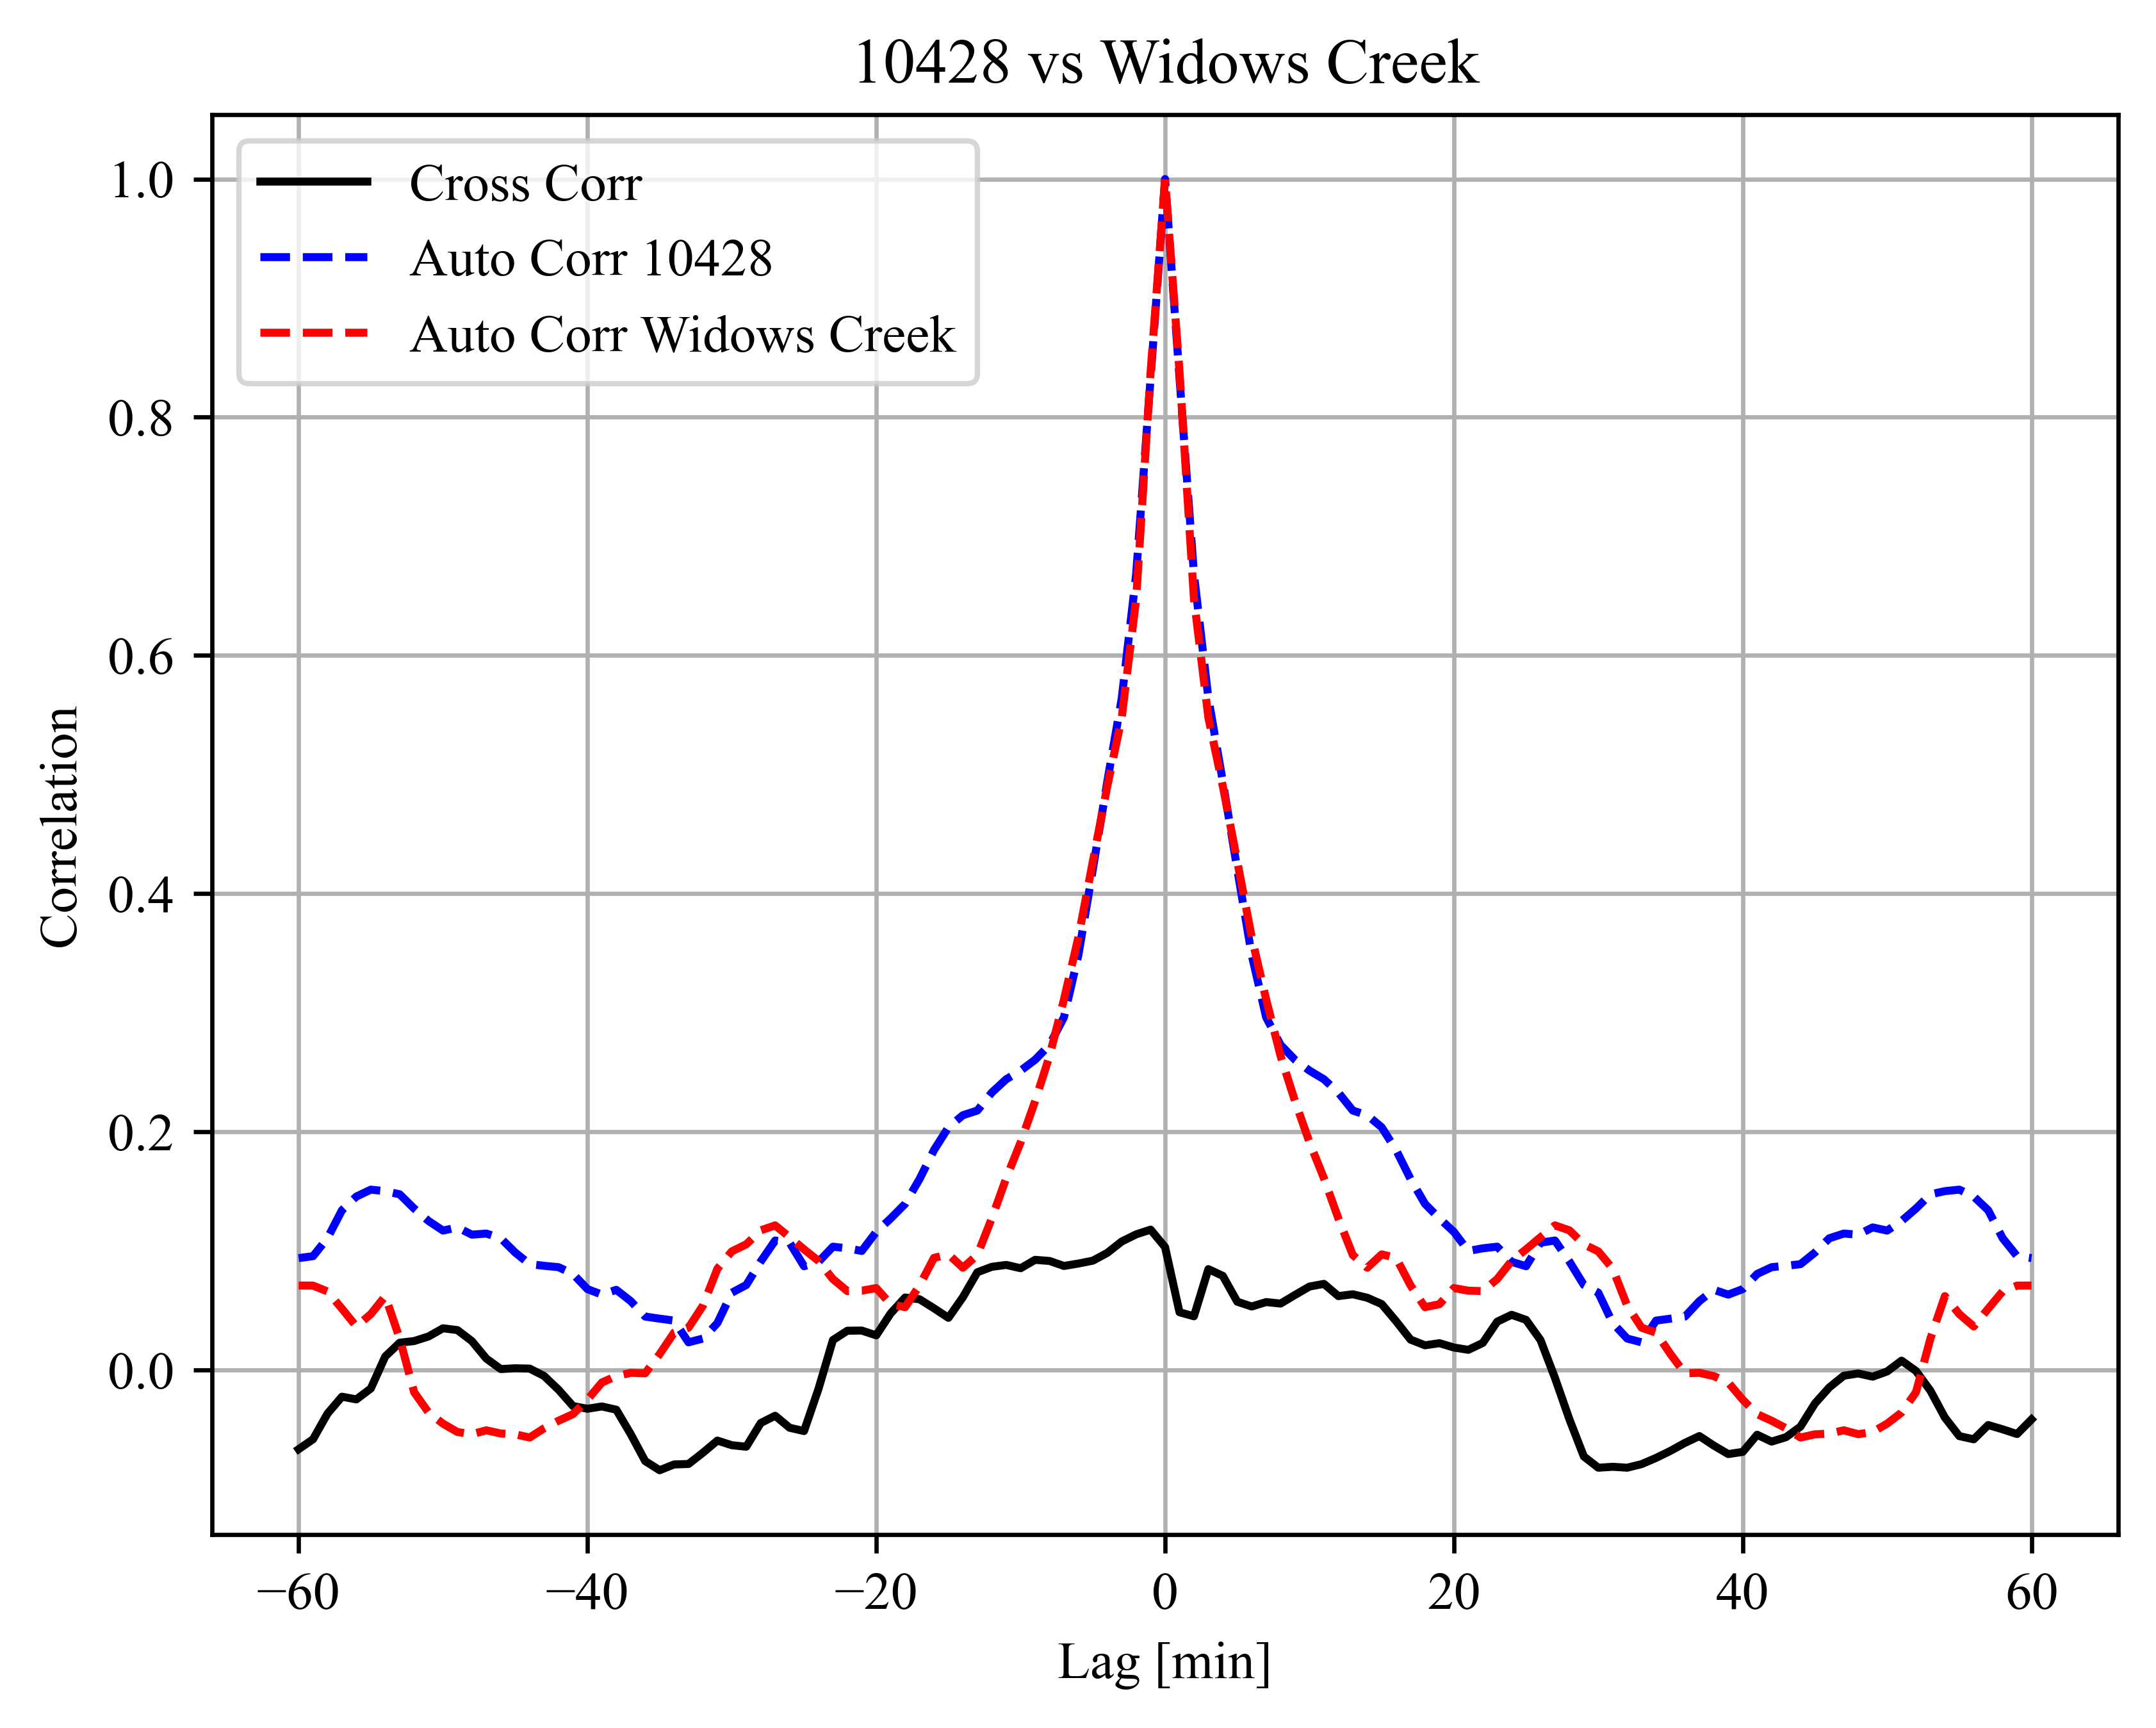 10428 vs Widows Creek
Cross Corr
Auto Corr 10428
Auto Corr Widows Creek
1.0
0.8
0.6
0.4
0.2
0.0
Correlation
−60 −40 −20 0 20 40 60
Lag [min]